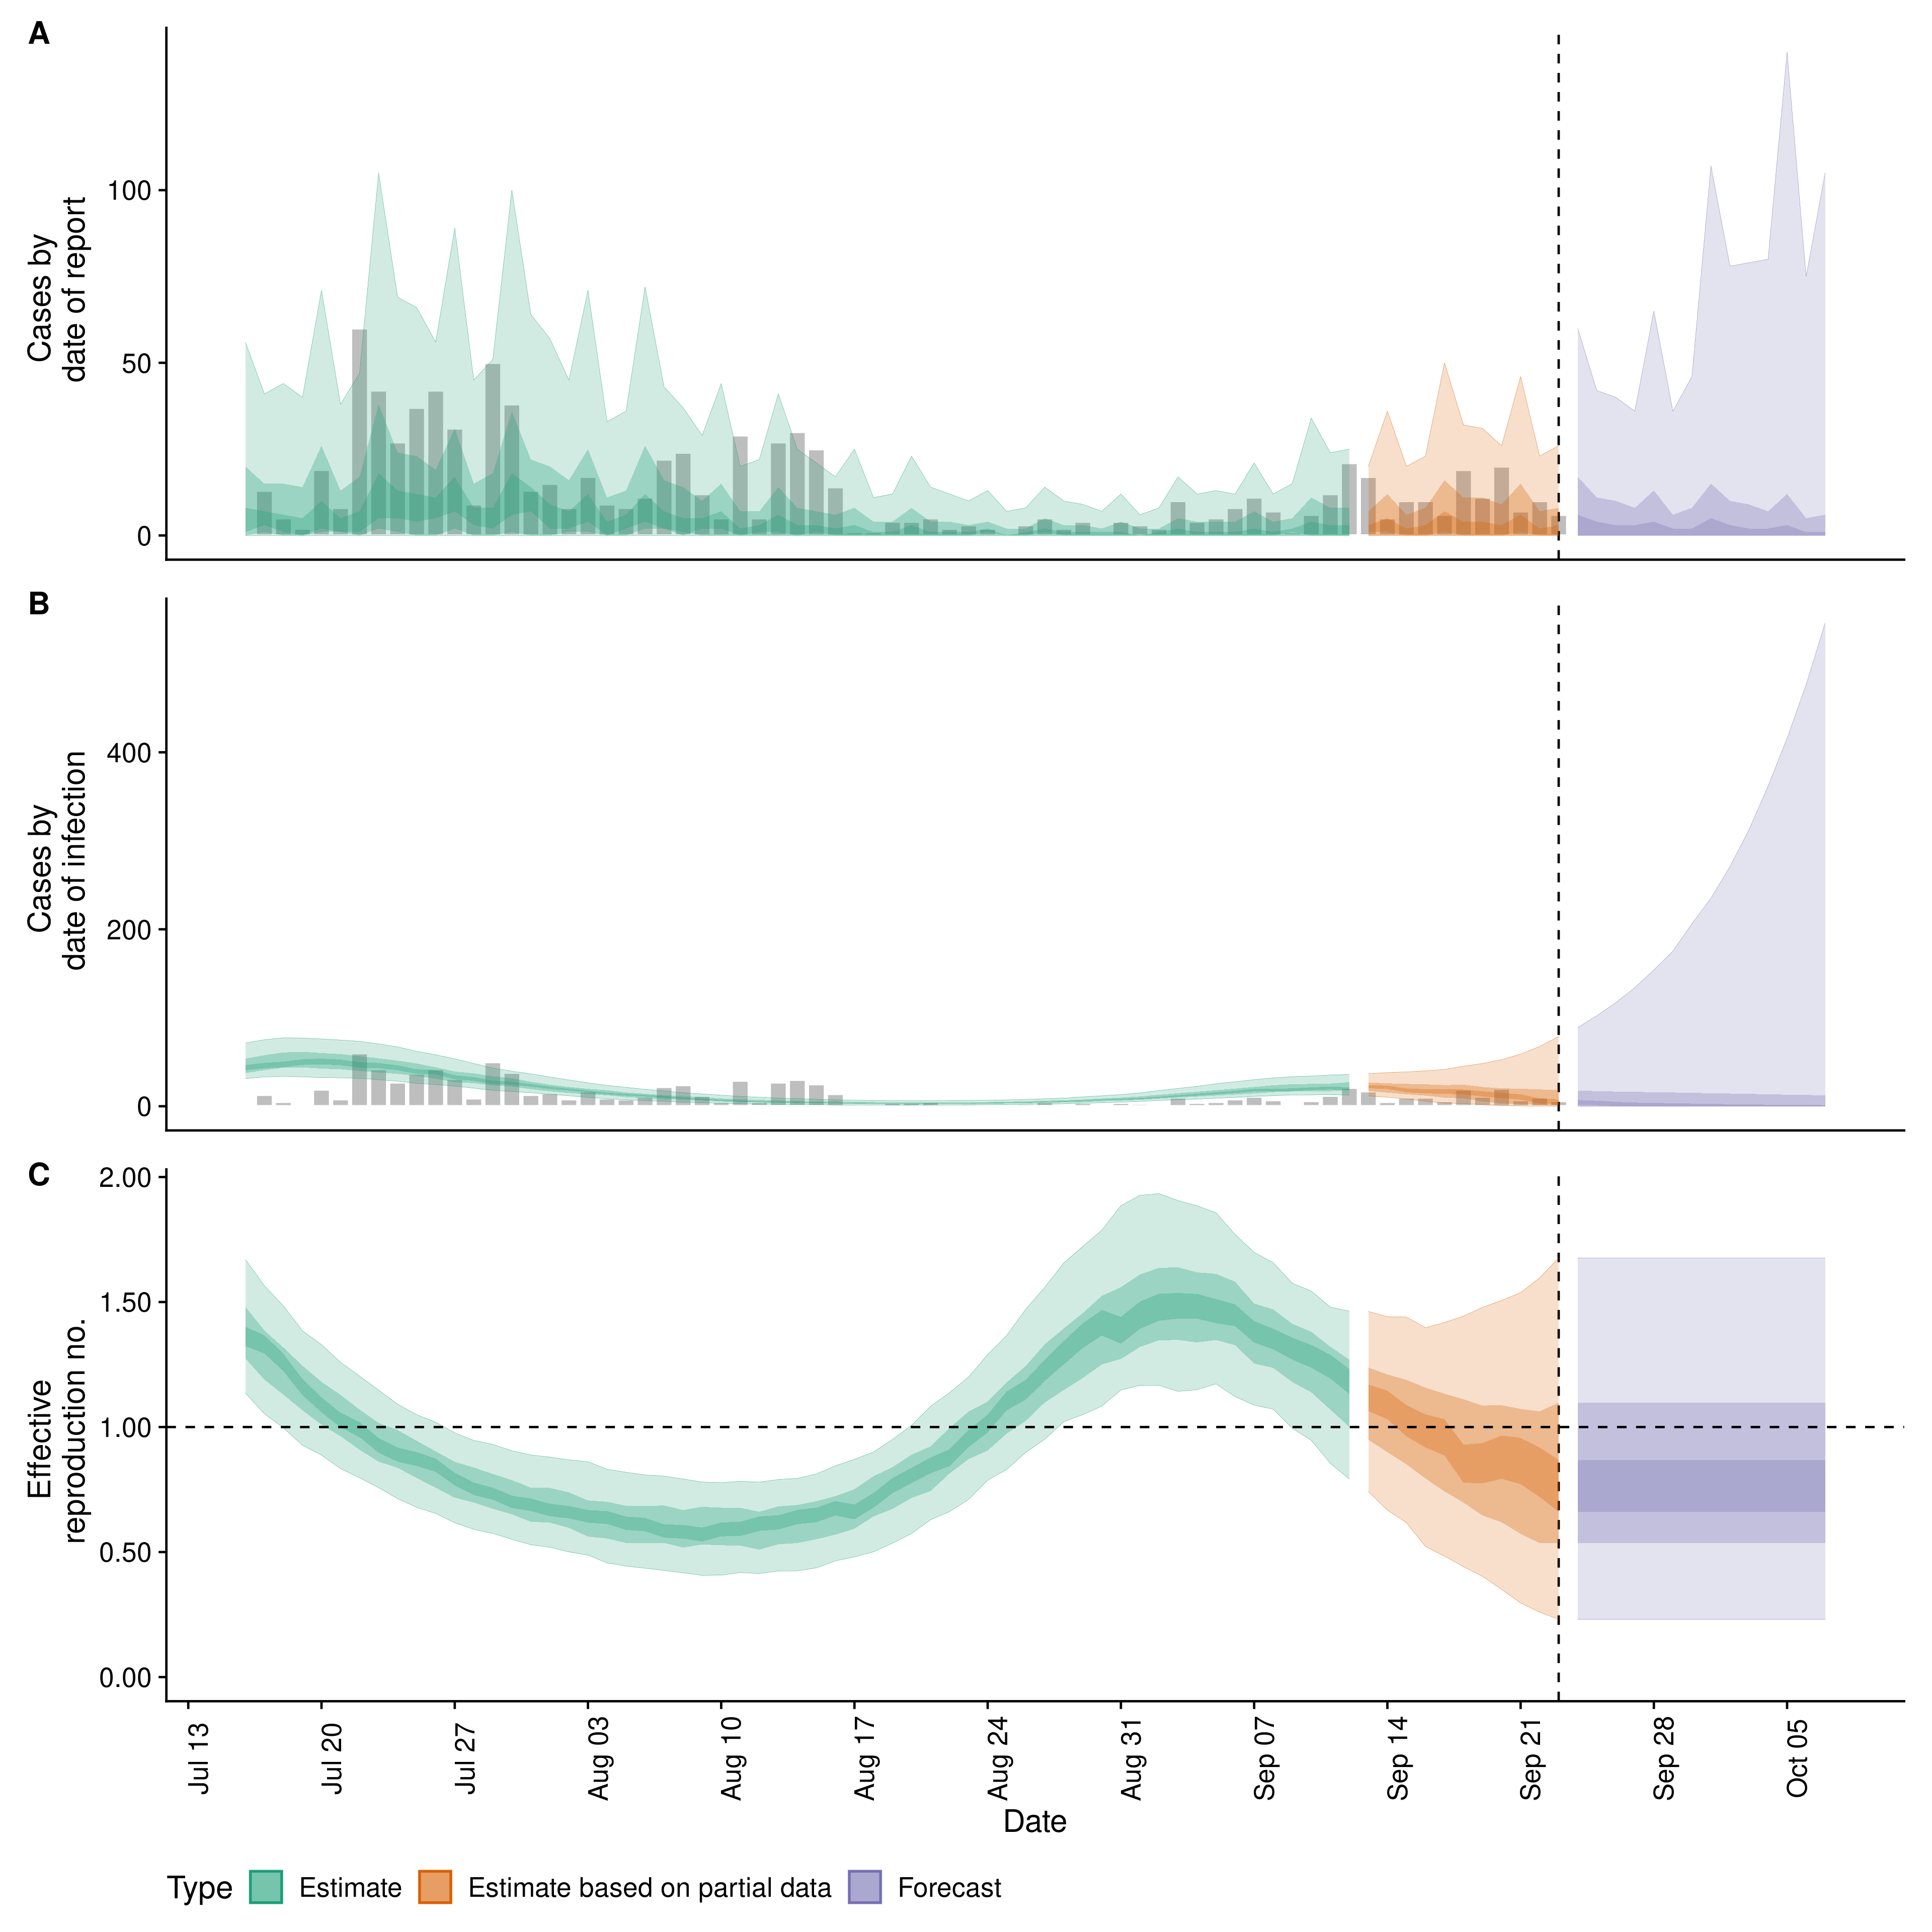 A
Cases by
date of report
100
50
0
B
Cases by
date of infection
400
200
0
C
Effective
reproduction no.
2.00
1.50
1.00
0.50
0.00
Jul 13
Jul 20
Jul 27
Aug 03
Aug 10
Aug 17
Aug 24
Aug 31
Sep 07
Sep 14
Sep 21
Sep 28
Oct 05
Date
Type Estimate Estimate based on partial data Forecast